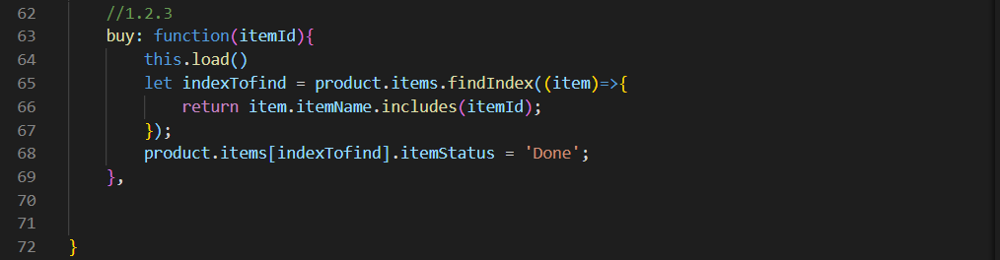 62 //1.2.3
63 buy: function(itemId){
64 this.load()
65 let indexTofind = product.items.findIndex((item)=>{
66 return item.itemName.includes(itemId);
67 });
68 product.items[indexTofind].itemStatus = 'Done';
69 },
70
71
72 }